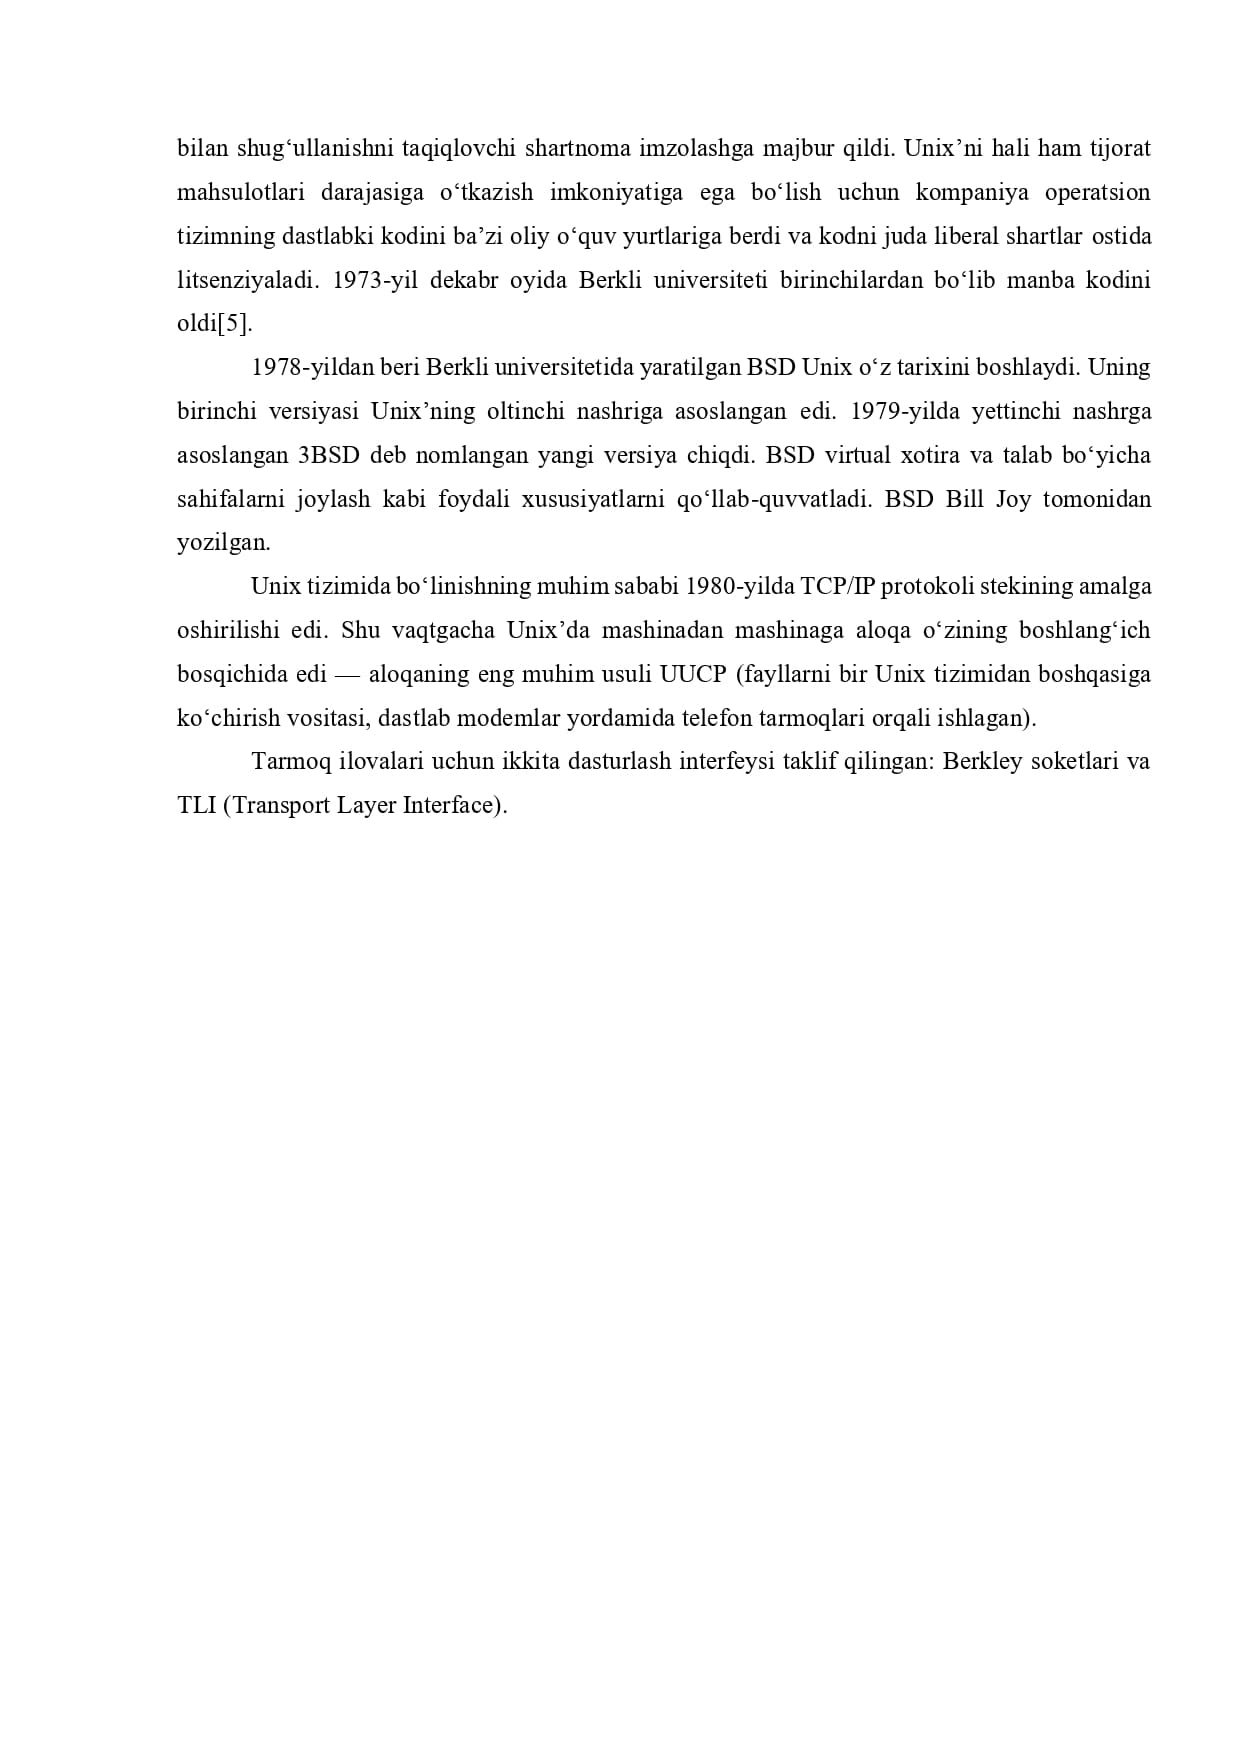 bilan shug‘ullanishni taqiqlovchi shartnoma imzolashga majbur qildi. Unix’ni hali ham tijorat
mahsulotlari darajasiga o‘tkazish imkoniyatiga ega bo‘lish uchun kompaniya operatsion
tizimning dastlabki kodini ba’zi oliy o‘quv yurtlariga berdi va kodni juda liberal shartlar ostida
litsenziyaladi. 1973-yil dekabr oyida Berkli universiteti birinchilardan bo‘lib manba kodini
oldi[5].
1978-yildan beri Berkli universitetida yaratilgan BSD Unix o‘z tarixini boshlaydi. Uning
birinchi versiyasi Unix’ning oltinchi nashriga asoslangan edi. 1979-yilda yettinchi nashrga
asoslangan 3BSD deb nomlangan yangi versiya chiqdi. BSD virtual xotira va talab bo‘yicha
sahifalarni joylash kabi foydali xususiyatlarni qo‘llab-quvvatladi. BSD Bill Joy tomonidan
yozilgan.
Unix tizimida bo‘linishning muhim sababi 1980-yilda TCP/IP protokoli stekining amalga
oshirilishi edi. Shu vaqtgacha Unix’da mashinadan mashinaga aloqa o‘zining boshlang‘ich
bosqichida edi — aloqaning eng muhim usuli UUCP (fayllarni bir Unix tizimidan boshqasiga
ko‘chirish vositasi, dastlab modemlar yordamida telefon tarmoqlari orqali ishlagan).
Tarmoq ilovalari uchun ikkita dasturlash interfeysi taklif qilingan: Berkley soketlari va
TLI (Transport Layer Interface).